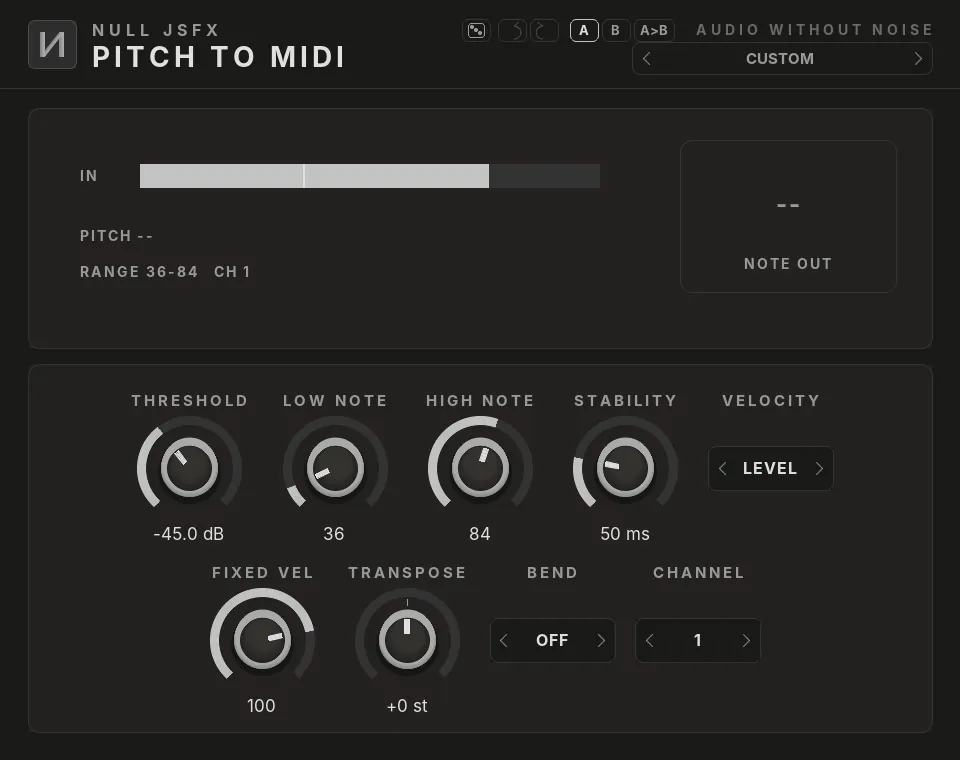 NULL JSFX
PITCH TO MIDI
A B A>B AUDIO WITHOUT NOISE
CUSTOM
IN
PITCH --
RANGE 36-84 CH 1
--
NOTE OUT
THRESHOLD LOW NOTE HIGH NOTE STABILITY VELOCITY
LEVEL
-45.0 dB 36 84 50 ms
FIXED VEL TRANSPOSE BEND CHANNEL
OFF 1
100 +0 st